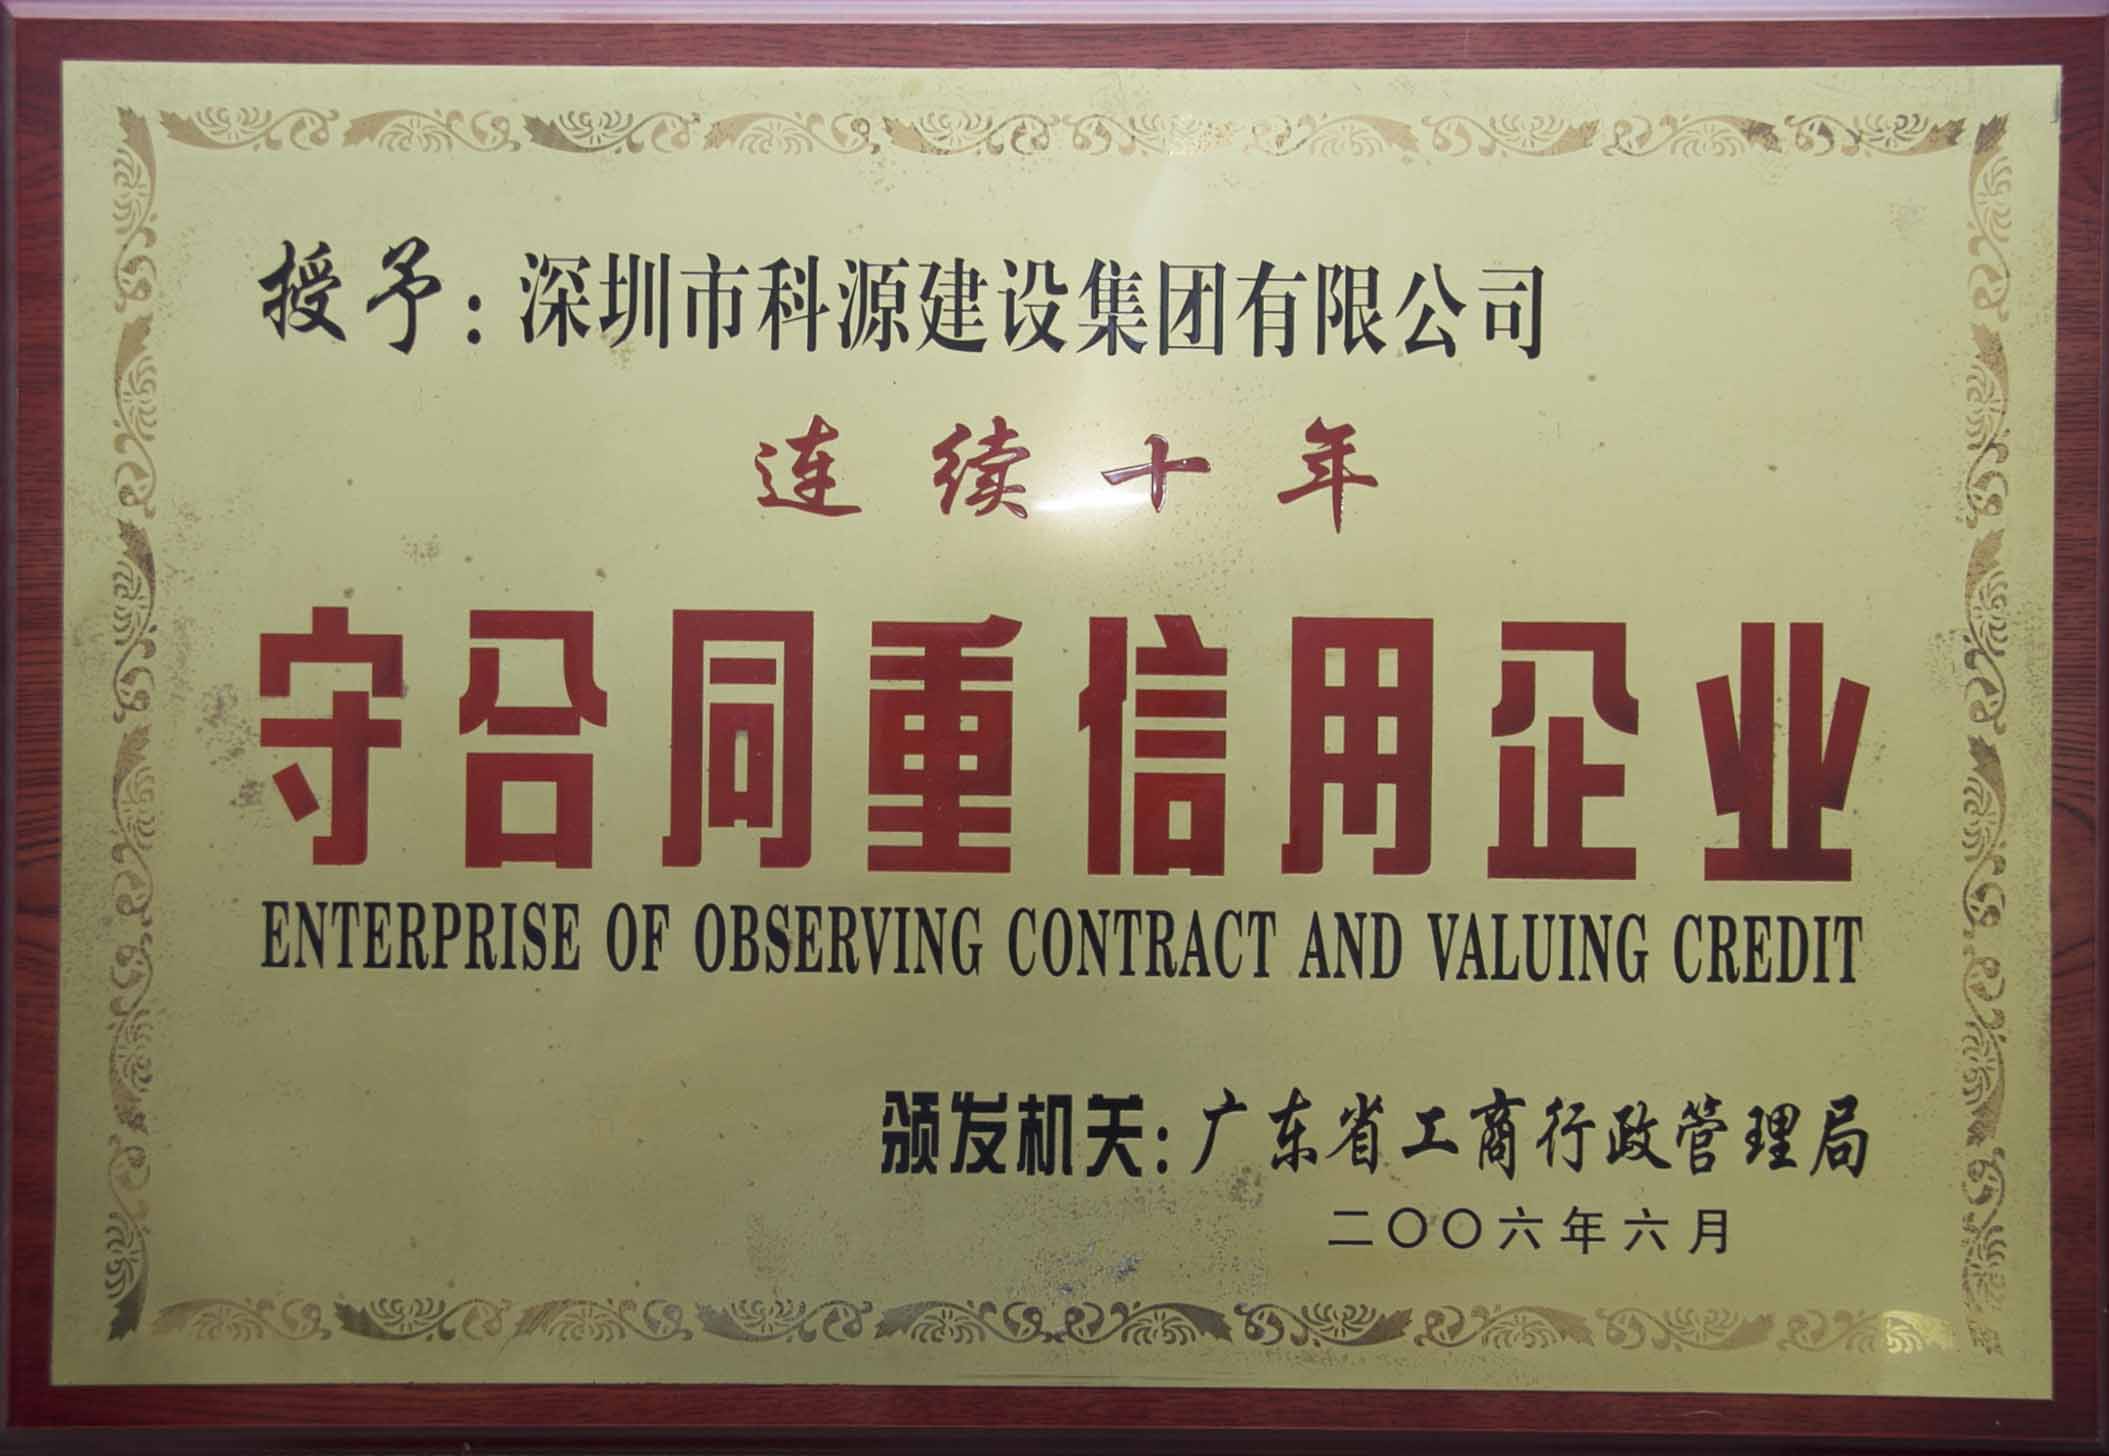 授予:深圳市科源建设集团有限公司
连续十年
守合同重信用企业
ENTERPRISE OF OBSERVING CONTRACT AND VALUING CREDIT
颁发机关:广东省工商行政管理局
二〇〇六年六月